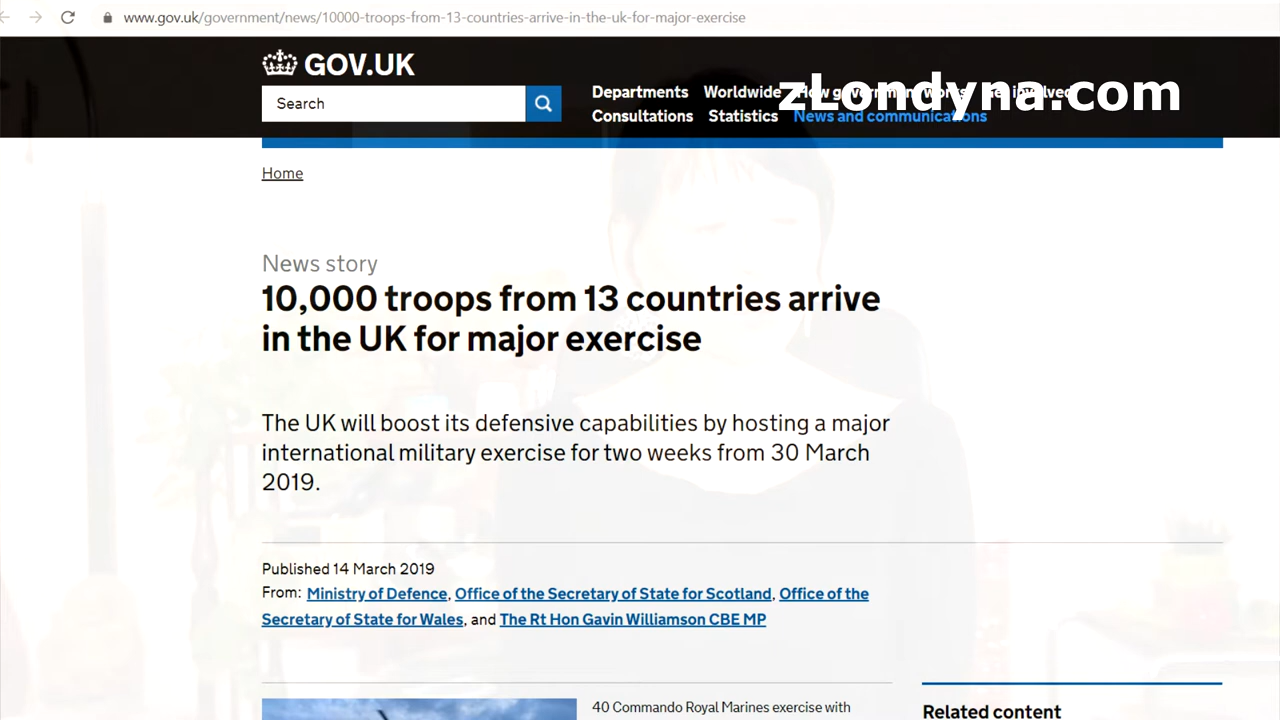 www.gov.uk/government/news/10000-troops-from-13-countries-arrive-in-the-uk-for-major-exercise
GOV.UK
zLondyna.com
Search
Departments Worldwide How government works Get involved
Consultations Statistics News and communications
Home
News story
10,000 troops from 13 countries arrive
in the UK for major exercise
The UK will boost its defensive capabilities by hosting a major
international military exercise for two weeks from 30 March
2019.
Published 14 March 2019
From: Ministry of Defence, Office of the Secretary of State for Scotland, Office of the
Secretary of State for Wales, and The Rt Hon Gavin Williamson CBE MP
40 Commando Royal Marines exercise with
Related content